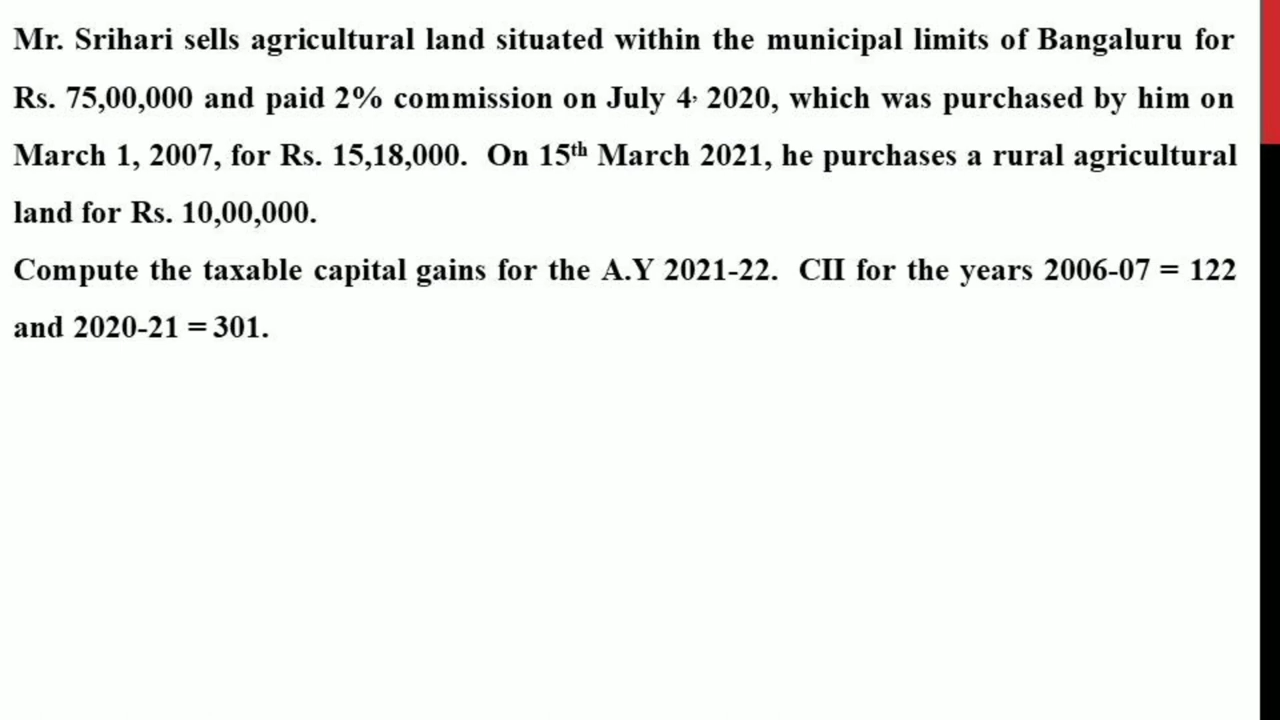 Mr. Srihari sells agricultural land situated within the municipal limits of Bangaluru for
Rs. 75,00,000 and paid 2% commission on July 4, 2020, which was purchased by him on
March 1, 2007, for Rs. 15,18,000. On 15th March 2021, he purchases a rural agricultural
land for Rs. 10,00,000.
Compute the taxable capital gains for the A.Y 2021-22. CII for the years 2006-07 = 122
and 2020-21 = 301.